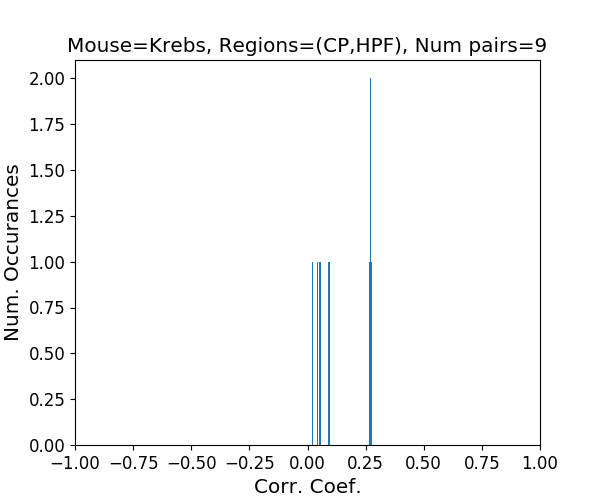 Mouse=Krebs, Regions=(CP,HPF), Num pairs=9
2.00
1.75
1.50
1.25
1.00
0.75
0.50
0.25
0.00
Num. Occurances
−1.00 −0.75 −0.50 −0.25 0.00 0.25 0.50 0.75 1.00
Corr. Coef.